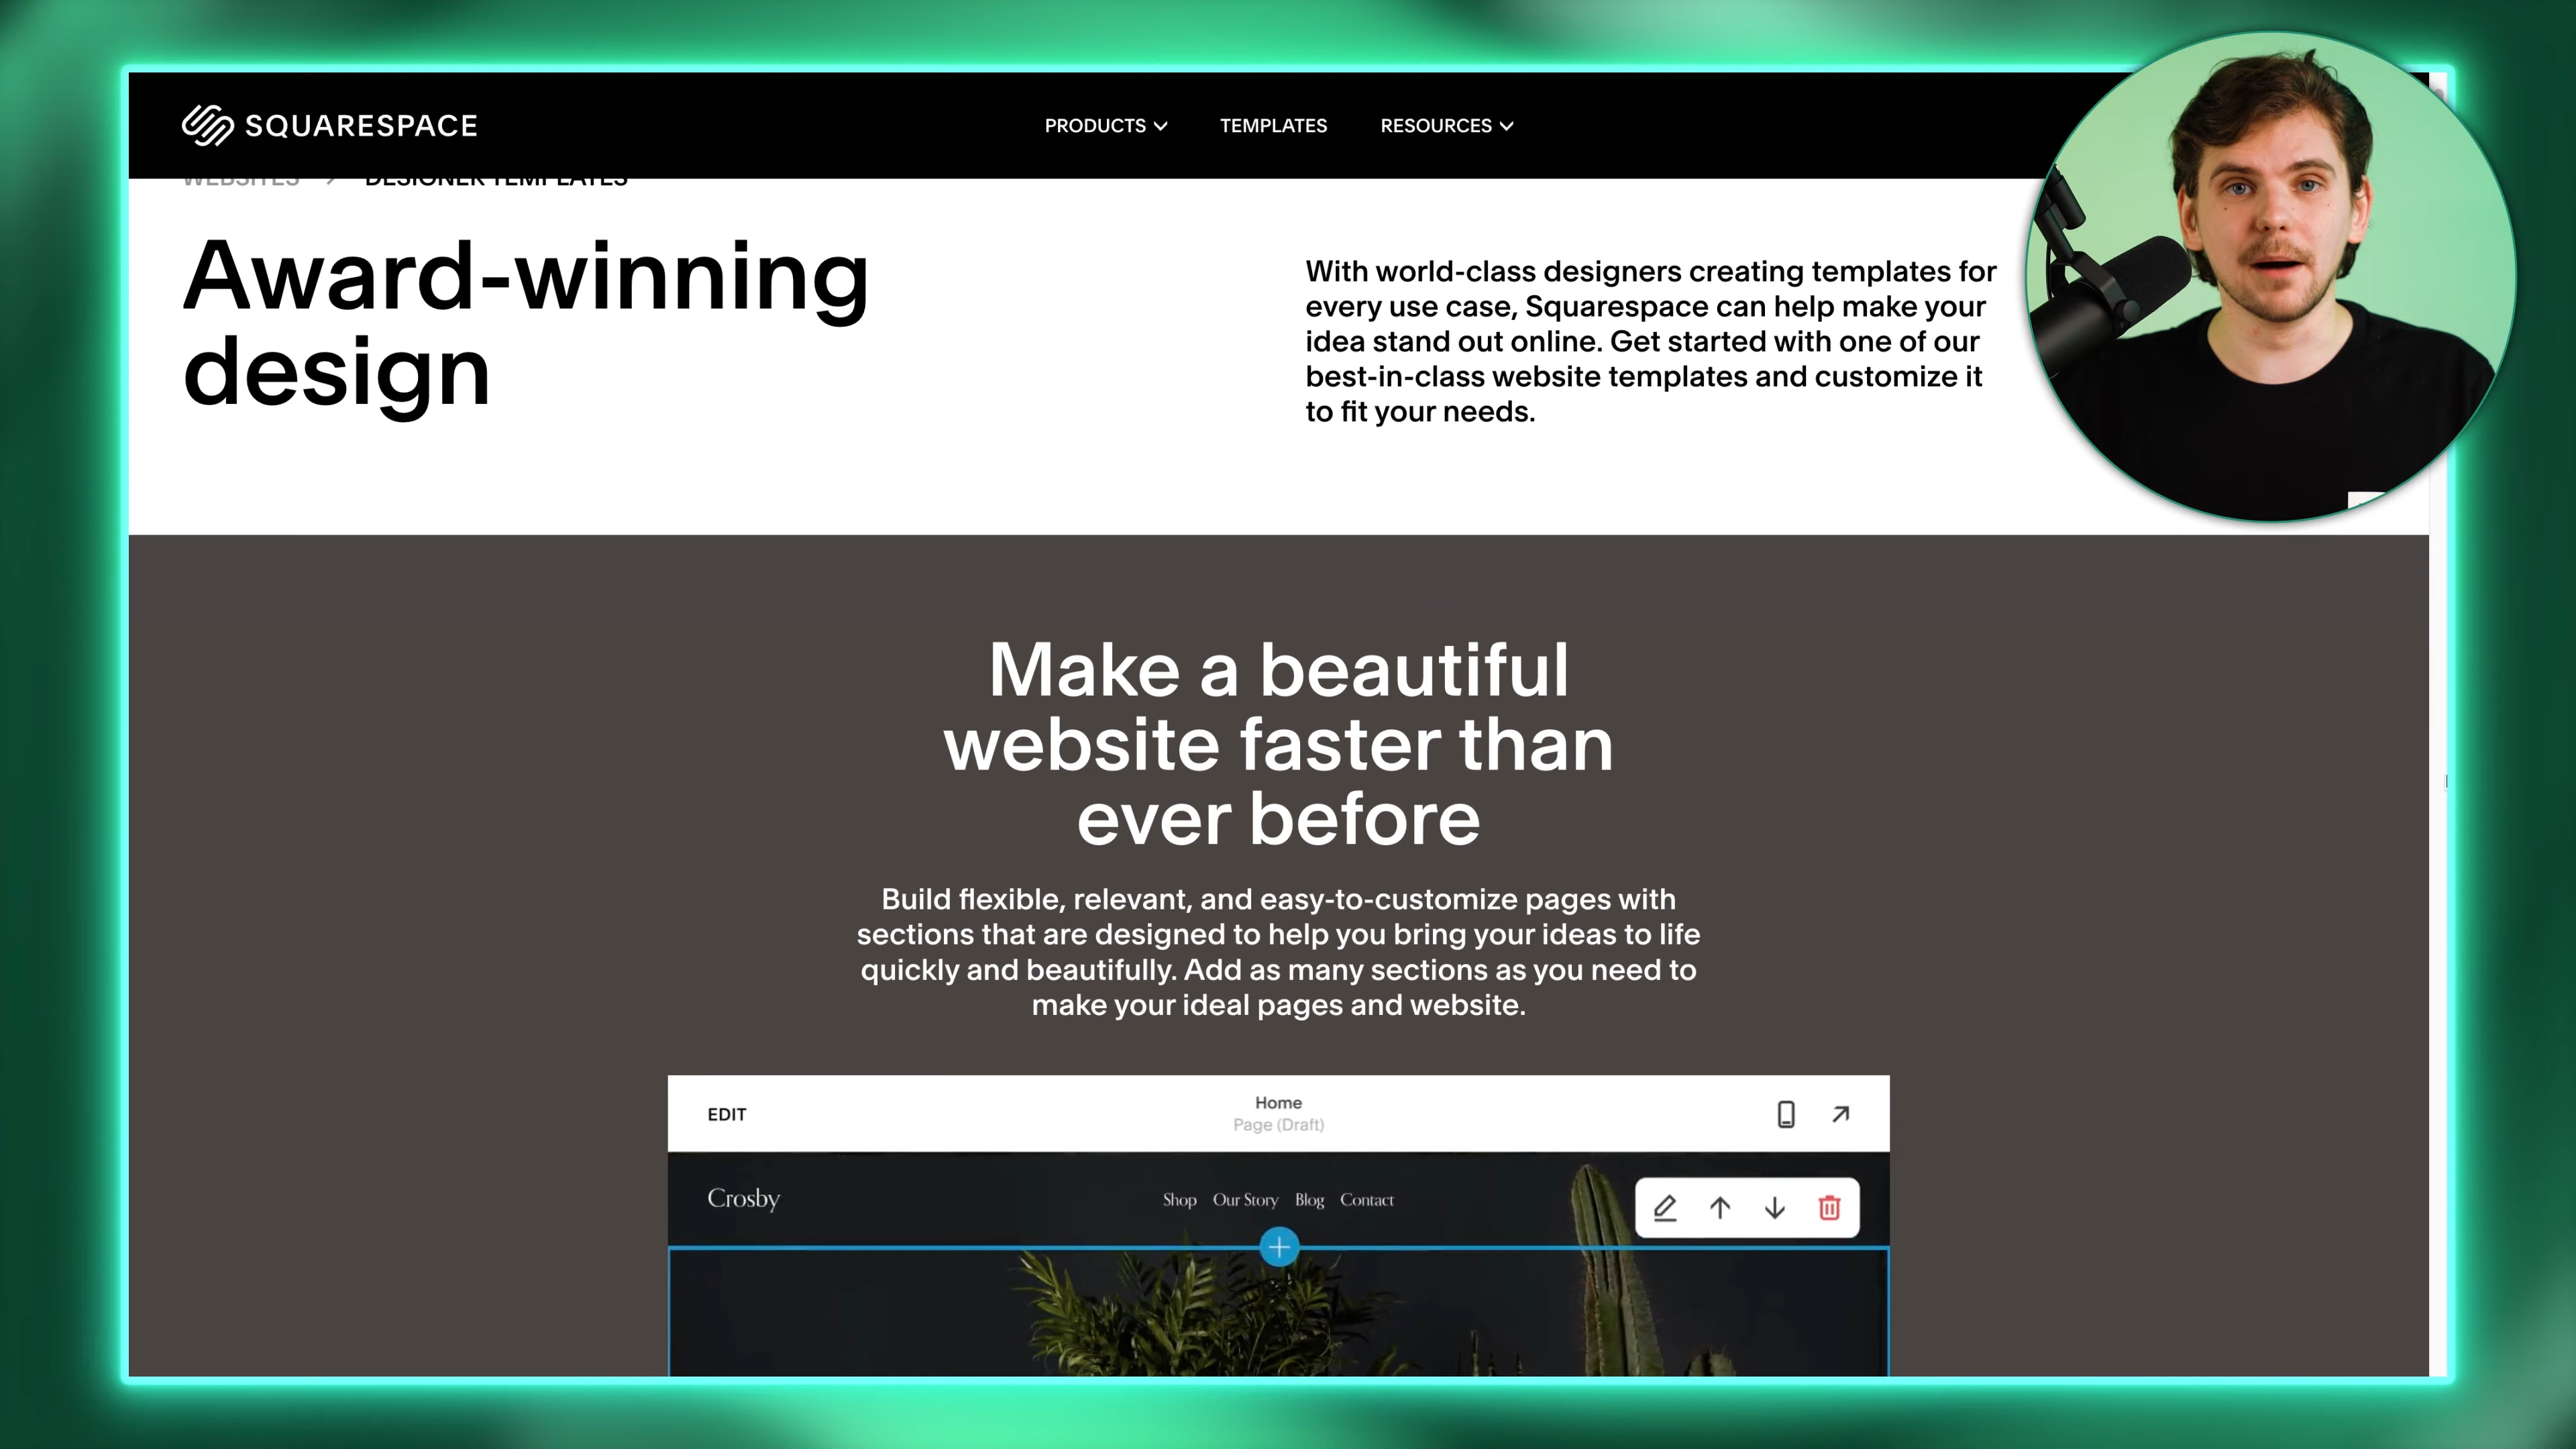 SQUARESPACE
PRODUCTS
TEMPLATES
RESOURCES
WEBSITES
DESIGNER TEMPLATES
Award-winning
design
With world-class designers creating templates for
every use case, Squarespace can help make your
idea stand out online. Get started with one of our
best-in-class website templates and customize it
to fit your needs.
Make a beautiful
website faster than
ever before
Build flexible, relevant, and easy-to-customize pages with
sections that are designed to help you bring your ideas to life
quickly and beautifully. Add as many sections as you need to
make your ideal pages and website.
EDIT
Home
Page (Draft)
Crosby
Shop
Our Story
Blog
Contact